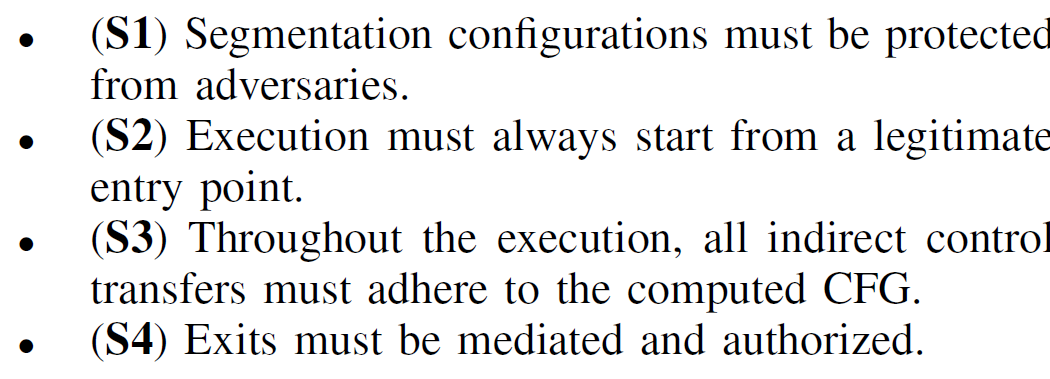 • (S1) Segmentation configurations must be protected
from adversaries.
• (S2) Execution must always start from a legitimate
entry point.
• (S3) Throughout the execution, all indirect control
transfers must adhere to the computed CFG.
• (S4) Exits must be mediated and authorized.